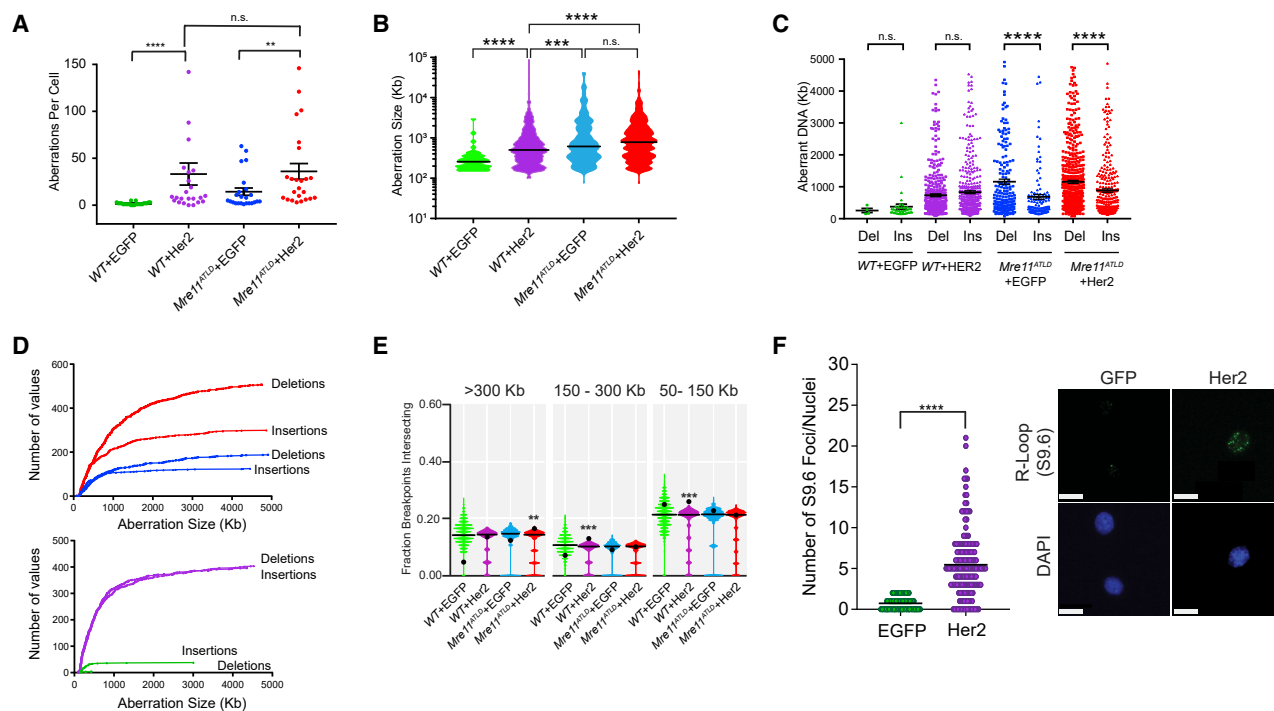 A
n.s.
****
**
Aberrations Per Cell
150
100
50
0
WT+EGFP
WT+Her2
Mre11ATLD+EGFP
Mre11ATLD+Her2
B
****
****
***
n.s.
Aberration Size (Kb)
10⁵
10⁴
10³
10²
10¹
WT+EGFP
WT+Her2
Mre11ATLD+EGFP
Mre11ATLD+Her2
C
n.s.
n.s.
****
****
Aberrant DNA (Kb)
5000
4000
3000
2000
1000
0
Del Ins Del Ins Del Ins Del Ins
WT+EGFP
WT+HER2
Mre11ATLD
+EGFP
Mre11ATLD
+Her2
D
Number of values
600
400
200
0
Deletions
Insertions
Deletions
Insertions
0 1000 2000 3000 4000 5000
Aberration Size (Kb)
Number of values
500
400
300
200
100
0
Deletions
Insertions
Insertions
Deletions
0 1000 2000 3000 4000 5000
Aberration Size (Kb)
E
>300 Kb
150 - 300 Kb
50- 150 Kb
Fraction Breakpoints Intersecting
0.60
0.40
0.20
0.00
**
***
***
WT+EGFP
WT+Her2
Mre11ATLD+EGFP
Mre11ATLD+Her2
WT+EGFP
WT+Her2
Mre11ATLD+EGFP
Mre11ATLD+Her2
WT+EGFP
WT+Her2
Mre11ATLD+EGFP
Mre11ATLD+Her2
F
Number of S9.6 Foci/Nuclei
30
25
20
15
10
5
0
****
EGFP
Her2
GFP
Her2
R-Loop
(S9.6)
DAPI